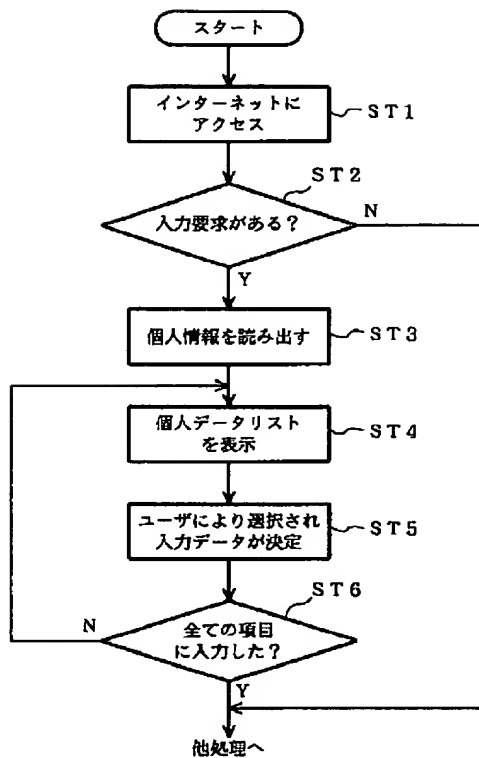 スタート
インターネットに
アクセス
ST1
ST2
入力要求がある?
N
Y
個人情報を読み出す
ST3
個人データリスト
を表示
ST4
ユーザにより選択され
入力データが決定
ST5
ST6
N
全ての項目
に入力した?
Y
他処理へ